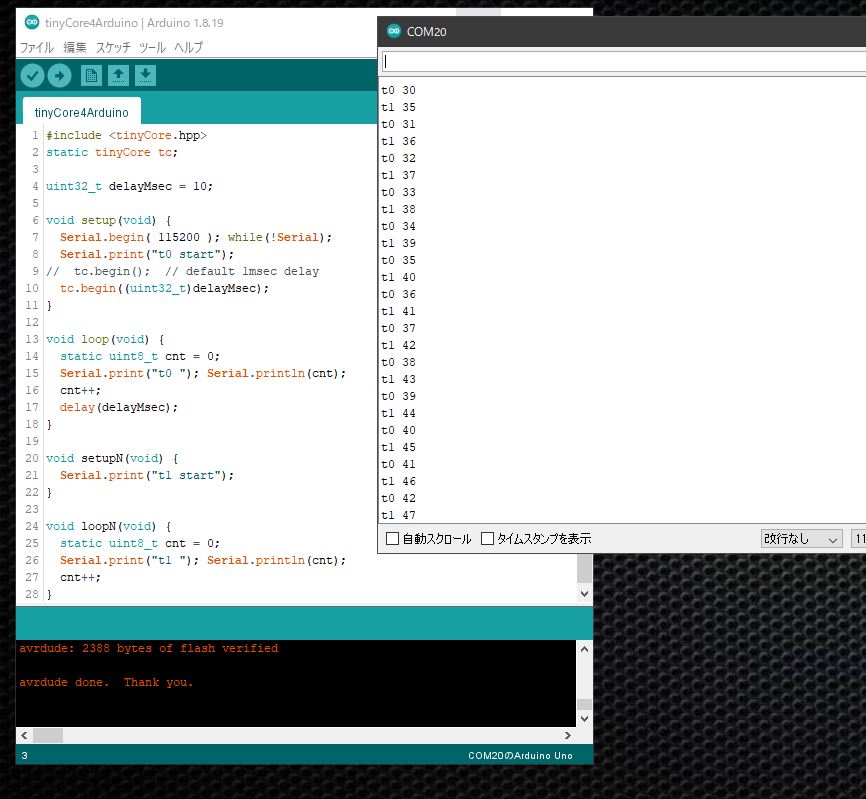 tinyCore4Arduino | Arduino 1.8.19
ファイル 編集 スケッチ ツール ヘルプ
tinyCore4Arduino
1 #include <tinyCore.hpp>
2 static tinyCore tc;
3
4 uint32_t delayMsec = 10;
5
6 void setup(void) {
7 Serial.begin( 115200 ); while(!Serial);
8 Serial.print("t0 start");
9 // tc.begin(); // default 1msec delay
10 tc.begin((uint32_t)delayMsec);
11 }
12
13 void loop(void) {
14 static uint8_t cnt = 0;
15 Serial.print("t0 "); Serial.println(cnt);
16 cnt++;
17 delay(delayMsec);
18 }
19
20 void setupN(void) {
21 Serial.print("t1 start");
22 }
23
24 void loopN(void) {
25 static uint8_t cnt = 0;
26 Serial.print("t1 "); Serial.println(cnt);
27 cnt++;
28 }
avrdude: 2388 bytes of flash verified
avrdude done. Thank you.
3
COM20のArduino Uno
COM20
t0 30
t1 35
t0 31
t1 36
t0 32
t1 37
t0 33
t1 38
t0 34
t1 39
t0 35
t1 40
t0 36
t1 41
t0 37
t1 42
t0 38
t1 43
t0 39
t1 44
t0 40
t1 45
t0 41
t1 46
t0 42
t1 47
自動スクロール タイムスタンプを表示 改行なし 11